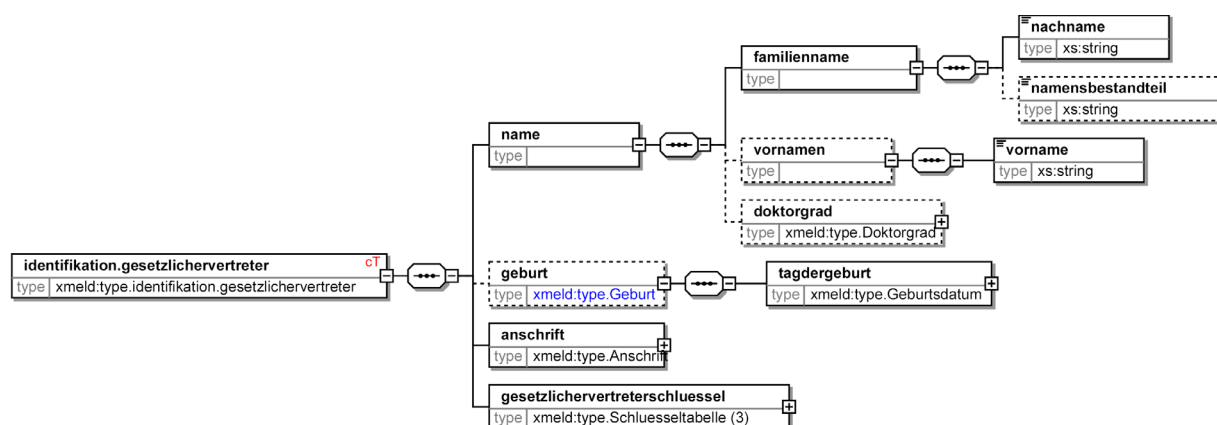 nachname
type xs:string
familienname
type
namensbestandteil
type xs:string
name
type
vornamen
type
vorname
type xs:string
doktorgrad
type xmeld:type.Doktorgrad
identifikation.gesetzlichervertreter cT
type xmeld:type.identifikation.gesetzlichervertreter
geburt
type xmeld:type.Geburt
tagdergeburt
type xmeld:type.Geburtsdatum
anschrift
type xmeld:type.Anschrift
gesetzlichervertreterschluessel
type xmeld:type.Schluesseltabelle (3)